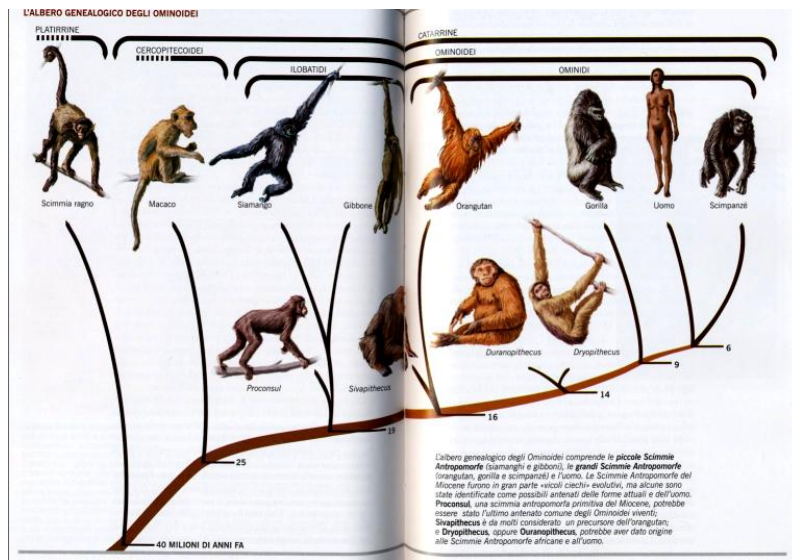 L'ALBERO GENEALOGICO DEGLI OMINOIDEI
PLATIRRINE
CATARRINE
CERCOPITECOIDEI
OMINOIDEI
ILOBATIDI
OMINIDI
Scimmia ragno
Macaco
Siamango
Gibbone
Orangutan
Gorilla
Uomo
Scimpanzé
Proconsul
Sivapithecus
Duranopithecus
Dryopithecus
6
9
14
16
19
25
40 MILIONI DI ANNI FA
L'albero genealogico degli Ominoidei comprende le piccole Scimmie
Antropomorfe (siamanghi e gibboni), le grandi Scimmie Antropomorfe
(orangutan, gorilla e scimpanzé) e l'uomo. Le Scimmie Antropomorfe del
Miocene furono in gran parte «vicoli ciechi» evolutivi, ma alcune sono
state identificate come possibili antenati delle forme attuali e dell'uomo.
Proconsul, una scimmia antropomorfa primitiva del Miocene, potrebbe
essere stato l'ultimo antenato comune degli Ominoidei viventi;
Sivapithecus è da molti considerato un precursore dell'orangutan;
e Dryopithecus, oppure Ouranopithecus, potrebbe aver dato origine
alle Scimmie Antropomorfe africane e all'uomo.